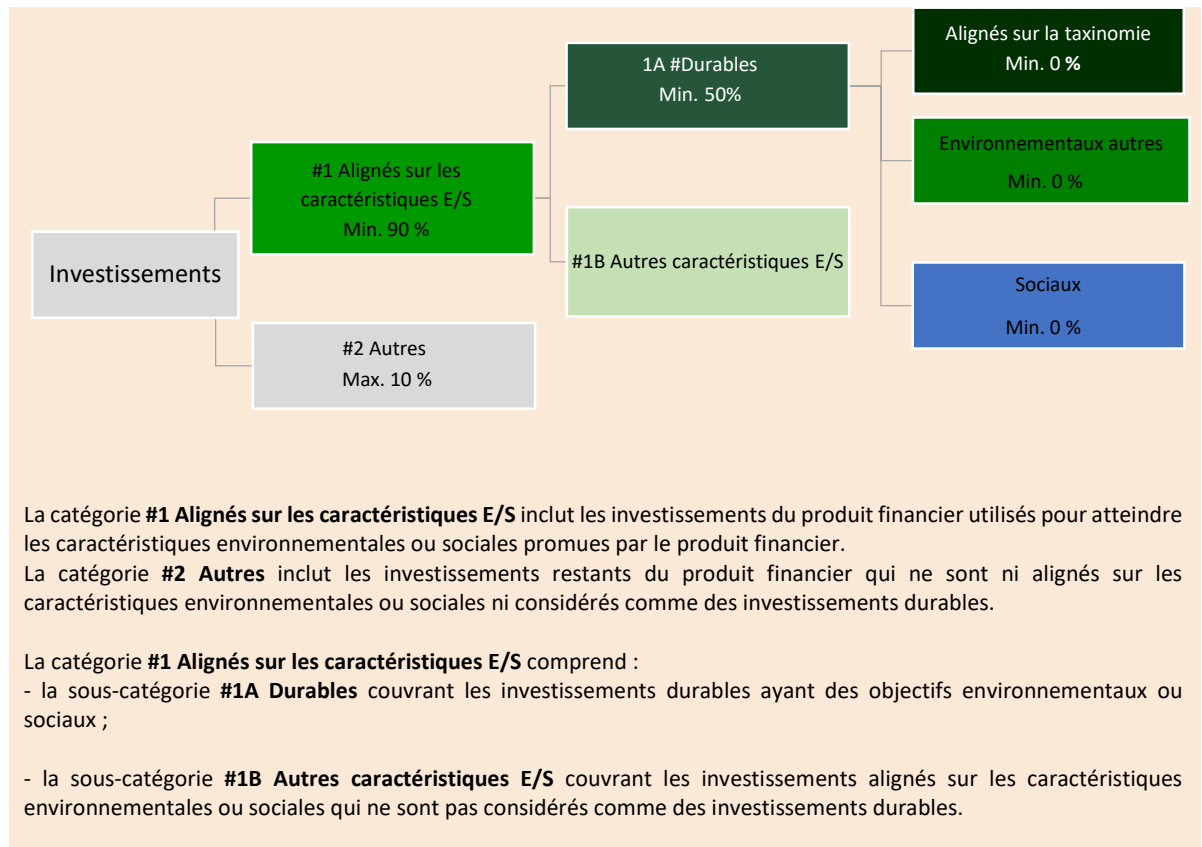 Alignés sur la taxinomie
Min. 0 %
1A #Durables
Min. 50%
Environnementaux autres
Min. 0 %
#1 Alignés sur les
caractéristiques E/S
Min. 90 %
#1B Autres caractéristiques E/S
Investissements
Sociaux
Min. 0 %
#2 Autres
Max. 10 %
La catégorie #1 Alignés sur les caractéristiques E/S inclut les investissements du produit financier utilisés pour atteindre
les caractéristiques environnementales ou sociales promues par le produit financier.
La catégorie #2 Autres inclut les investissements restants du produit financier qui ne sont ni alignés sur les
caractéristiques environnementales ou sociales ni considérés comme des investissements durables.
La catégorie #1 Alignés sur les caractéristiques E/S comprend :
- la sous-catégorie #1A Durables couvrant les investissements durables ayant des objectifs environnementaux ou
sociaux ;
- la sous-catégorie #1B Autres caractéristiques E/S couvrant les investissements alignés sur les caractéristiques
environnementales ou sociales qui ne sont pas considérés comme des investissements durables.